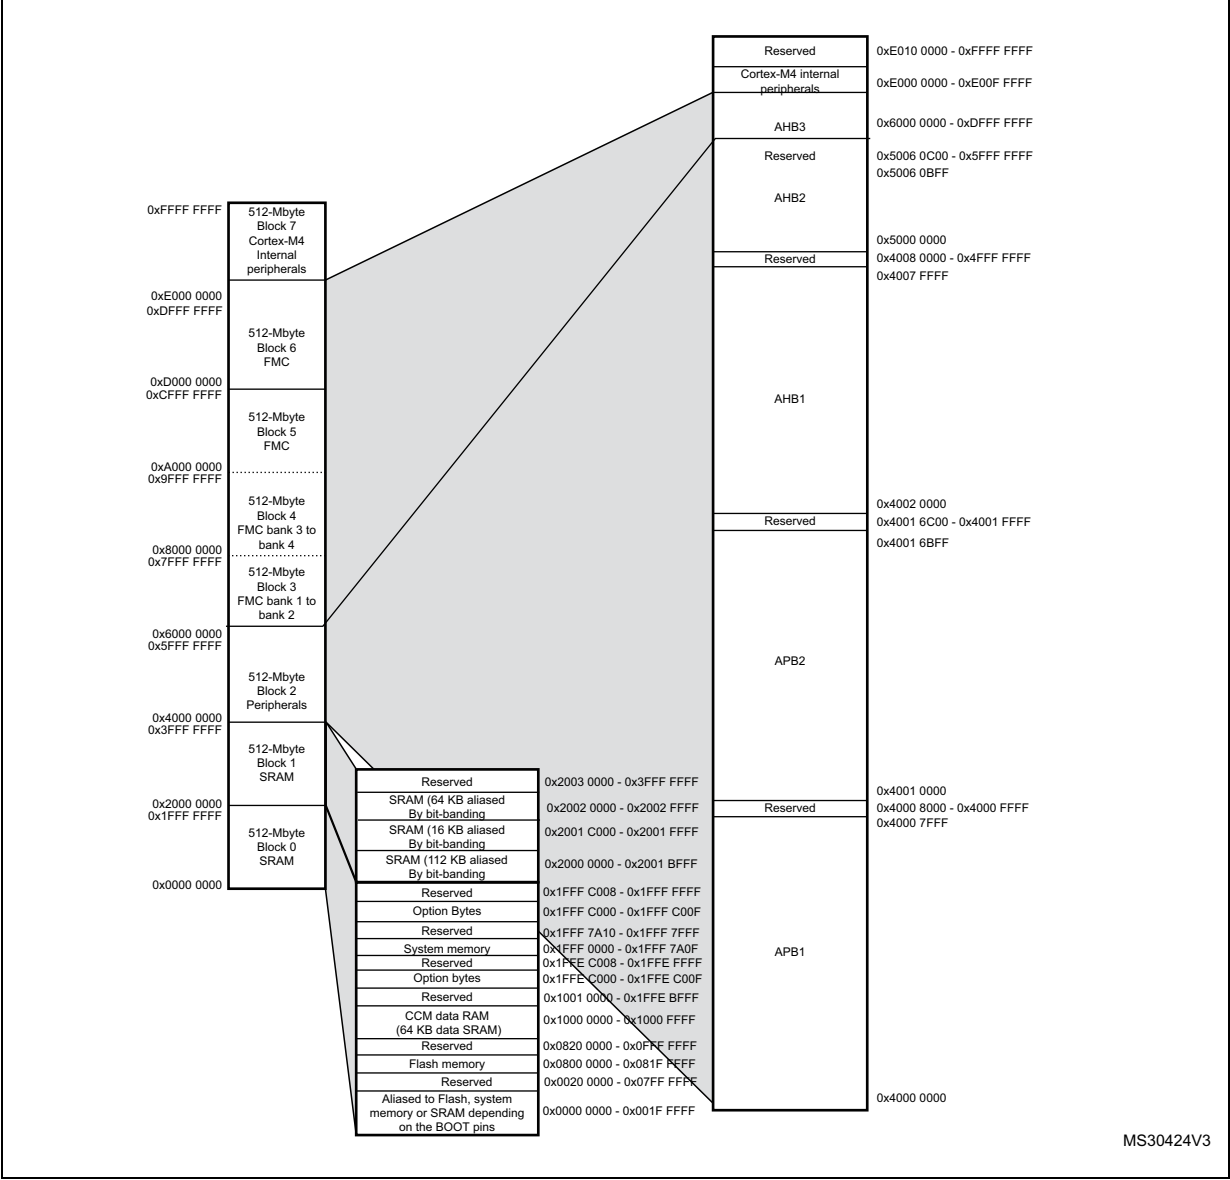 0xFFFF FFFF
512-Mbyte
Block 7
Cortex-M4
Internal
peripherals
0xE000 0000
0xDFFF FFFF
512-Mbyte
Block 6
FMC
0xD000 0000
0xCFFF FFFF
512-Mbyte
Block 5
FMC
0xA000 0000
0x9FFF FFFF
512-Mbyte
Block 4
FMC bank 3 to
bank 4
0x8000 0000
0x7FFF FFFF
512-Mbyte
Block 3
FMC bank 1 to
bank 2
0x6000 0000
0x5FFF FFFF
512-Mbyte
Block 2
Peripherals
0x4000 0000
0x3FFF FFFF
512-Mbyte
Block 1
SRAM
0x2000 0000
0x1FFF FFFF
512-Mbyte
Block 0
SRAM
0x0000 0000
Reserved 0x2003 0000 - 0x3FFF FFFF
SRAM (64 KB aliased
By bit-banding
0x2002 0000 - 0x2002 FFFF
SRAM (16 KB aliased
By bit-banding
0x2001 C000 - 0x2001 FFFF
SRAM (112 KB aliased
By bit-banding
0x2000 0000 - 0x2001 BFFF
Reserved 0x1FFF C008 - 0x1FFF FFFF
Option Bytes 0x1FFF C000 - 0x1FFF C00F
Reserved 0x1FFF 7A10 - 0x1FFF 7FFF
System memory 0x1FFF 0000 - 0x1FFF 7A0F
Reserved 0x1FFE C008 - 0x1FFE FFFF
Option bytes 0x1FFE C000 - 0x1FFE C00F
Reserved 0x1001 0000 - 0x1FFE BFFF
CCM data RAM
(64 KB data SRAM)
0x1000 0000 - 0x1000 FFFF
Reserved 0x0820 0000 - 0x0FFF FFFF
Flash memory 0x0800 0000 - 0x081F FFFF
Reserved 0x0020 0000 - 0x07FF FFFF
Aliased to Flash, system
memory or SRAM depending
on the BOOT pins
0x0000 0000 - 0x001F FFFF
Reserved 0xE010 0000 - 0xFFFF FFFF
Cortex-M4 internal
peripherals
0xE000 0000 - 0xE00F FFFF
AHB3 0x6000 0000 - 0xDFFF FFFF
Reserved 0x5006 0C00 - 0x5FFF FFFF
0x5006 0BFF
AHB2
0x5000 0000
Reserved 0x4008 0000 - 0x4FFF FFFF
0x4007 FFFF
AHB1
0x4002 0000
Reserved 0x4001 6C00 - 0x4001 FFFF
0x4001 6BFF
APB2
0x4001 0000
Reserved 0x4000 8000 - 0x4000 FFFF
0x4000 7FFF
APB1
0x4000 0000
MS30424V3